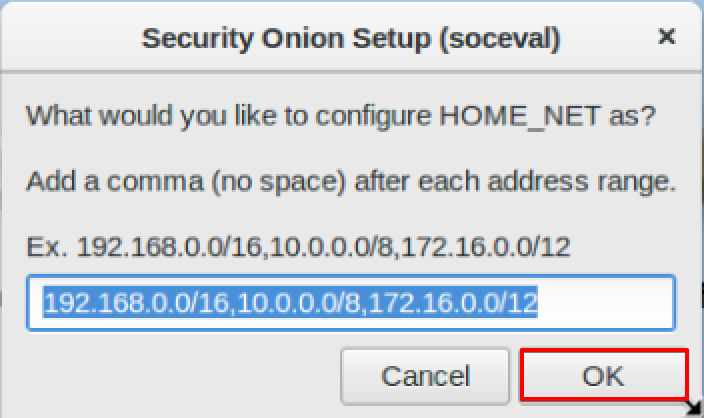 Security Onion Setup (soceval)
What would you like to configure HOME_NET as?
Add a comma (no space) after each address range.
Ex. 192.168.0.0/16,10.0.0.0/8,172.16.0.0/12
192.168.0.0/16,10.0.0.0/8,172.16.0.0/12
Cancel OK